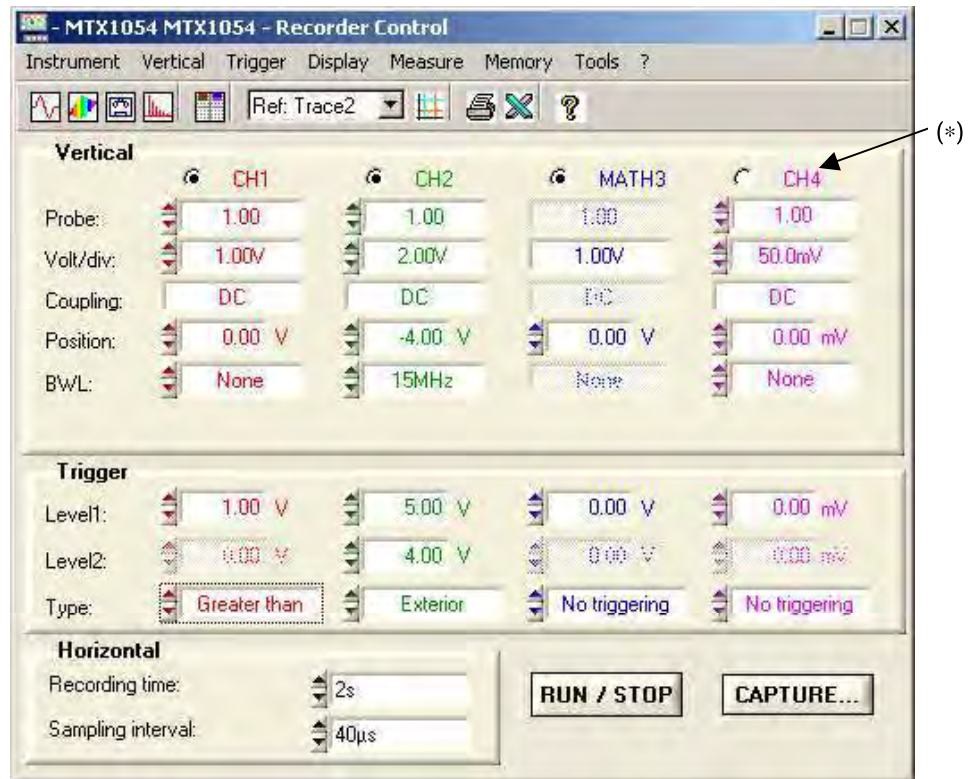 - MTX1054 MTX1054 - Recorder Control
Instrument Vertical Trigger Display Measure Memory Tools ?
Ref: Trace2
(*)
Vertical
CH1 CH2 MATH3 CH4
Probe: 1.00 1.00 1.00 1.00
Volt/div: 1.00V 2.00V 1.00V 50.0mV
Coupling: DC DC DC DC
Position: 0.00 V -4.00 V 0.00 V 0.00 mV
BWL: None 15MHz None None
Trigger
Level1: 1.00 V 5.00 V 0.00 V 0.00 mV
Level2: 0.00 V 4.00 V 0.00 V 0.00 mV
Type: Greater than Exterior No triggering No triggering
Horizontal
Recording time: 2s
Sampling interval: 40µs
RUN / STOP CAPTURE...